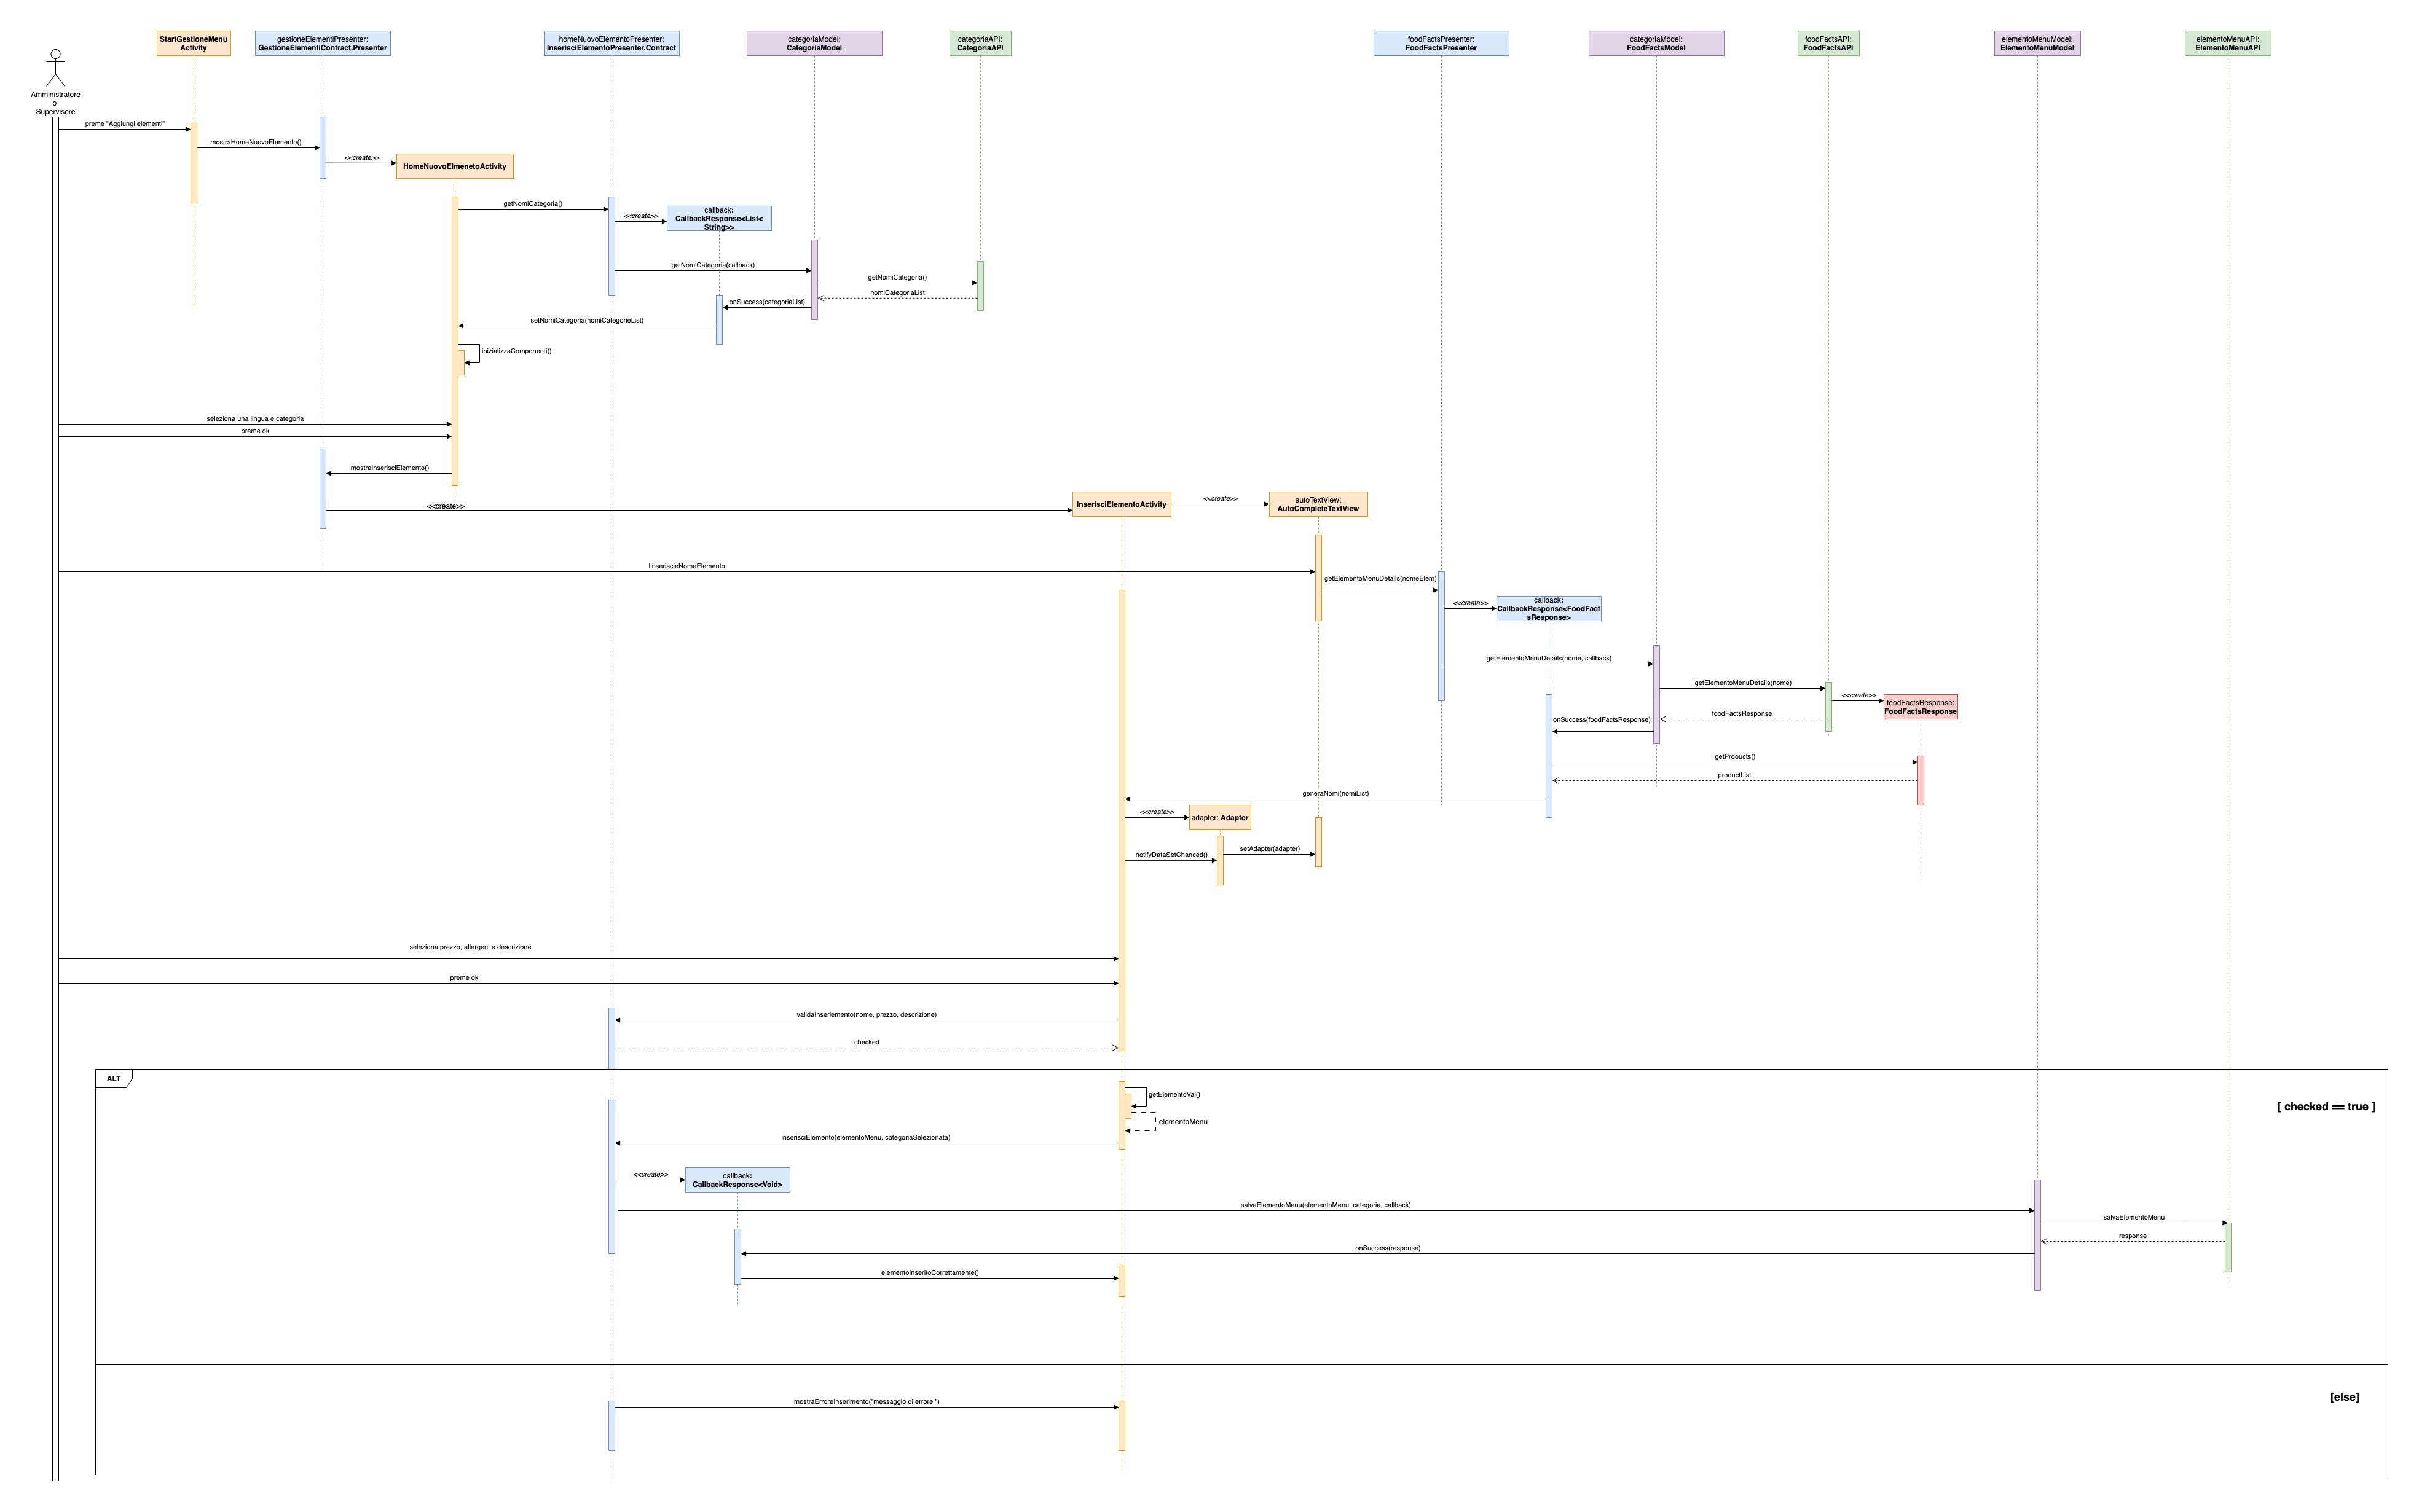 StartGestioneMenu
Activity
gestioneElementiPresenter:
GestioneElementiContract.Presenter
homeNuovoElementoPresenter:
InserisciElementoPresenter.Contract
categoriaModel:
CategoriaModel
categoriaAPI:
CategoriaAPI
foodFactsPresenter:
FoodFactsPresenter
categoriaModel:
FoodFactsModel
foodFactsAPI:
FoodFactsAPI
elementoMenuModel:
ElementoMenuModel
elementoMenuAPI:
ElementoMenuAPI
Amministratore
o
Supervisore
preme "Aggiungi elementi"
mostraHomeNuovoElemento()
<<create>>
HomeNuovoElmenetoActivity
getNomiCategoria()
<<create>>
callback:
CallbackResponse<List<
String>>
getNomiCategoria(callback)
getNomiCategoria()
nomiCategoriaList
onSuccess(categoriaList)
setNomiCategoria(nomiCategorieList)
inizializzaComponenti()
seleziona una lingua e categoria
preme ok
mostraInserisciElemento()
<<create>>
InserisciElementoActivity
<<create>>
autoTextView:
AutoCompleteTextView
IinseriscieNomeElemento
getElementoMenuDetails(nomeElem)
<<create>>
callback:
CallbackResponse<FoodFact
sResponse>
getElementoMenuDetails(nome, callback)
getElementoMenuDetails(nome)
<<create>>
foodFactsResponse:
FoodFactsResponse
foodFactsResponse
onSuccess(foodFactsResponse)
getPrdoucts()
productList
generaNomi(nomiList)
<<create>>
adapter: Adapter
setAdapter(adapter)
notifyDataSetChanced()
seleziona prezzo, allergeni e descrizione
preme ok
validaInseriemento(nome, prezzo, descrizione)
checked
ALT
getElementoVal()
[ checked == true ]
elementoMenu
inserisciElemento(elementoMenu, categoriaSelezionata)
<<create>>
callback:
CallbackResponse<Void>
salvaElementoMenu(elementoMenu, categoria, callback)
salvaElementoMenu
response
onSuccess(response)
elementoInseritoCorrettamente()
[else]
mostraErroreInserimento("messaggio di errore ")